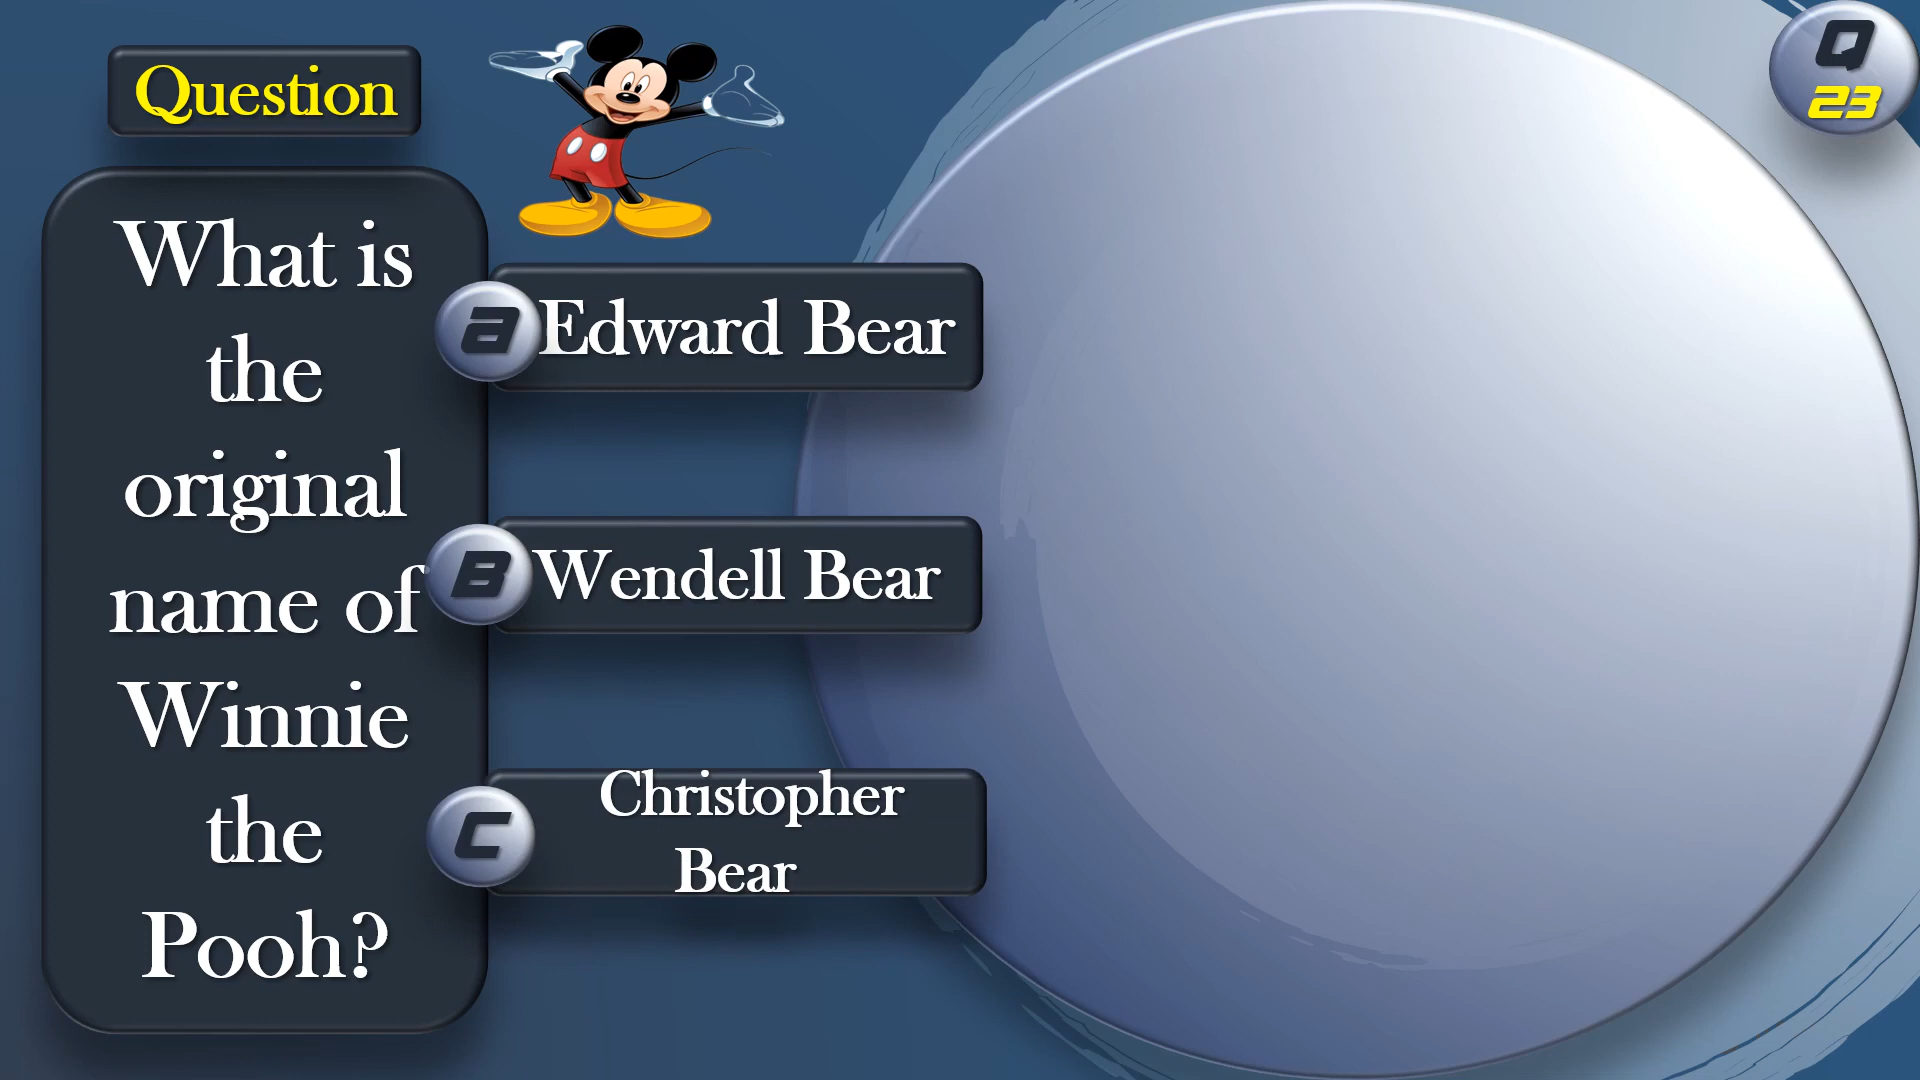 Question
Q
23
What is
the
original
name of
Winnie
the
Pooh?
a Edward Bear
B Wendell Bear
C Christopher
Bear